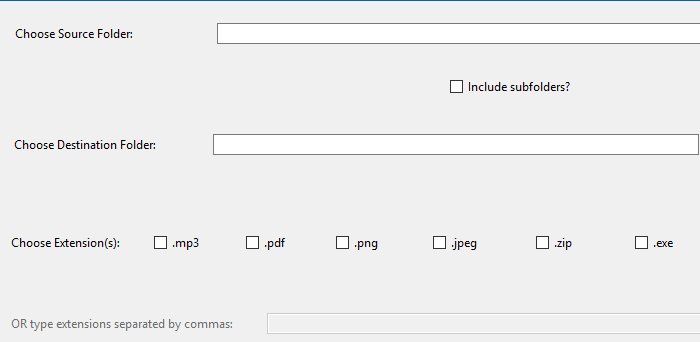 Choose Source Folder:
Include subfolders?
Choose Destination Folder:
Choose Extension(s): .mp3 .pdf .png .jpeg .zip .exe
OR type extensions separated by commas: